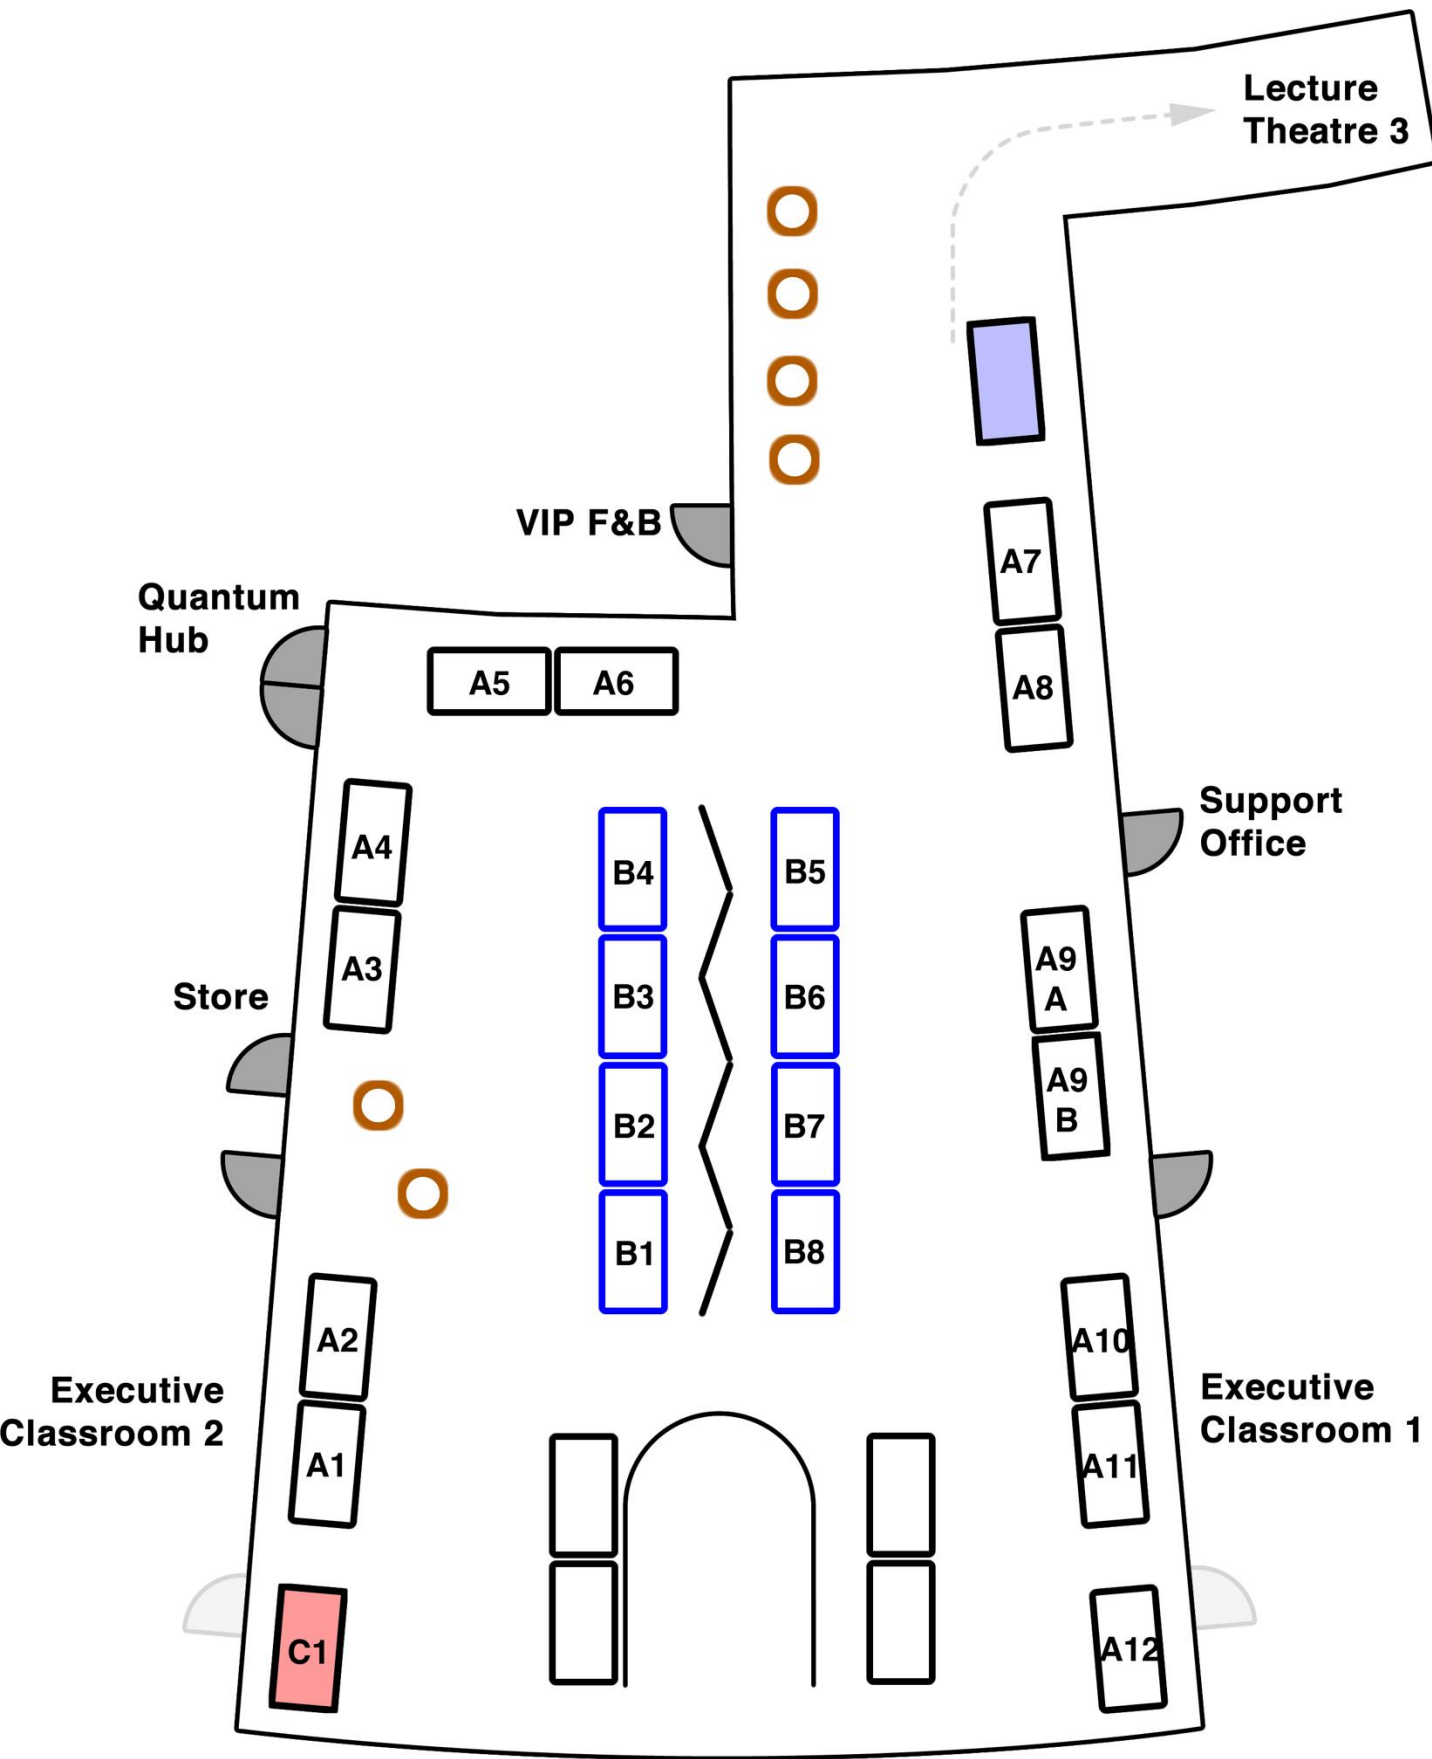 Lecture
Theatre 3
VIP F&B
A7
Quantum
Hub
A5
A6
A8
Support
Office
A4
B4
B5
A3
A9
A
Store
B3
B6
A9
B
B2
B7
B1
B8
A2
A10
Executive
Classroom 2
Executive
Classroom 1
A1
A11
C1
A12